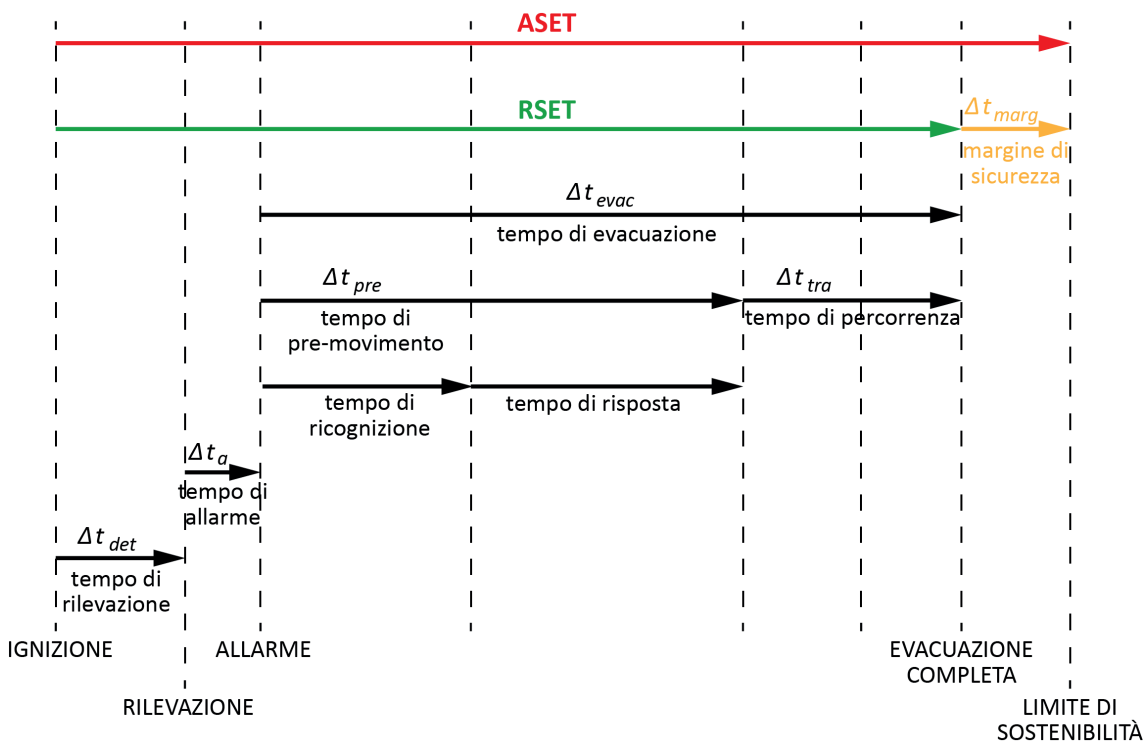 ASET
RSET
Δt marg
margine di
sicurezza
Δt evac
tempo di evacuazione
Δt pre
tempo di
pre-movimento
Δt tra
tempo di percorrenza
tempo di
ricognizione
tempo di risposta
Δt a
tempo di
allarme
Δt det
tempo di
rilevazione
IGNIZIONE
ALLARME
EVACUAZIONE
COMPLETA
RILEVAZIONE
LIMITE DI
SOSTENIBILITÀ